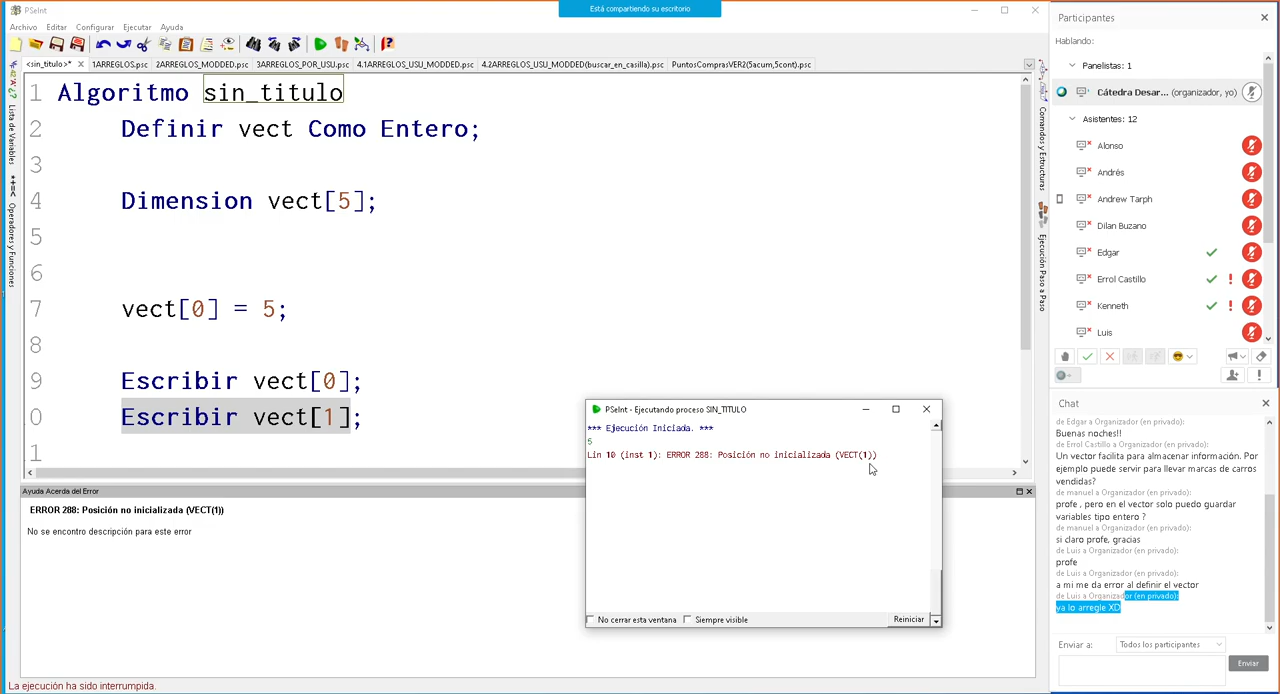 PSeInt
Está compartiendo su escritorio
Archivo Editar Configurar Ejecutar Ayuda
<sin_titulo>* 1ARREGLOS.psc 2ARREGLOS_MODDED.psc 3ARREGLOS_POR_USU.psc 4.1ARREGLOS_USU_MODDED.psc 4.2ARREGLOS_USU_MODDED(buscar_en_casilla).psc PuntosComprasVER2(5acum,5cont).psc
Lista de Variables
Operadores y Funciones
1 Algoritmo sin_titulo
2 Definir vect Como Entero;
3
4 Dimension vect[5];
5
6
7 vect[0] = 5;
8
9 Escribir vect[0];
0 Escribir vect[1];
1
Comandos y Estructuras
Ejecución Paso a Paso
PSeInt - Ejecutando proceso SIN_TITULO
*** Ejecución Iniciada. ***
5
Lin 10 (inst 1): ERROR 288: Posición no inicializada (VECT(1))
No cerrar esta ventana Siempre visible Reiniciar
Ayuda Acerca del Error
ERROR 288: Posición no inicializada (VECT(1))
No se encontro descripción para este error
La ejecución ha sido interrumpida.
Participantes
Hablando:
Panelistas: 1
Cátedra Desar... (organizador, yo)
Asistentes: 12
Alonso
Andrés
Andrew Tarph
Dilan Buzano
Edgar
Errol Castillo
Kenneth
Luis
Chat
de Edgar a Organizador (en privado):
Buenas noches!!
de Errol Castillo a Organizador (en privado):
Un vector facilita para almacenar información. Por
ejemplo puede servir para llevar marcas de carros
vendidas?
de manuel a Organizador (en privado):
profe , pero en el vector solo puedo guardar
variables tipo entero ?
de manuel a Organizador (en privado):
si claro profe, gracias
de Luis a Organizador (en privado):
profe
de Luis a Organizador (en privado):
a mi me da error al definir el vector
de Luis a Organizador (en privado):
ya lo arregle XD
Enviar a: Todos los participantes
Enviar